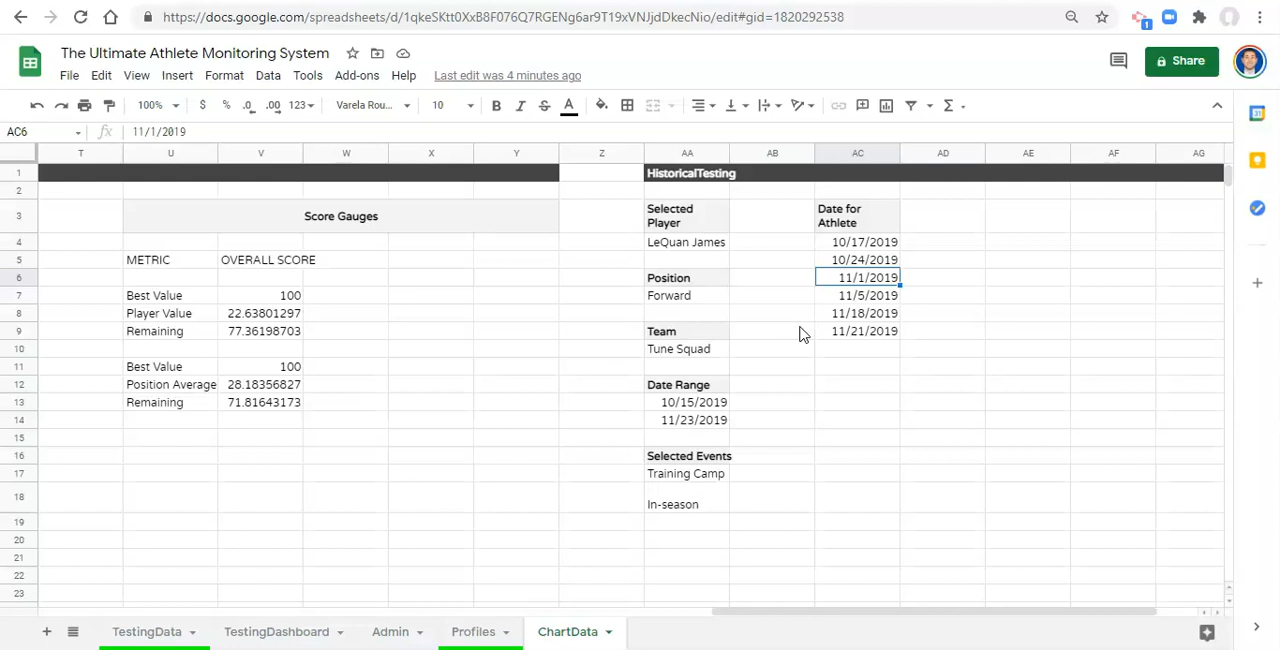 https://docs.google.com/spreadsheets/d/1qkeSKtt0XxB8F076Q7RGENg6ar9T19xVNJjdDkecNio/edit#gid=1820292538
1
The Ultimate Athlete Monitoring System
File Edit View Insert Format Data Tools Add-ons Help Last edit was 4 minutes ago
Share
100% $ % .0 .00 123 Varela Rou... 10 B I S A
AC6 fx 11/1/2019
T U V W X Y Z AA AB AC AD AE AF AG
1 HistoricalTesting
2
3 Score Gauges Selected Player Date for Athlete
4 LeQuan James 10/17/2019
5 METRIC OVERALL SCORE 10/24/2019
6 Position 11/1/2019
7 Best Value 100 Forward 11/5/2019
8 Player Value 22.63801297 11/18/2019
9 Remaining 77.36198703 Team 11/21/2019
10 Tune Squad
11 Best Value 100
12 Position Average 28.18356827 Date Range
13 Remaining 71.81643173 10/15/2019
14 11/23/2019
15
16 Selected Events
17 Training Camp
18 In-season
19
20
21
22
23
TestingData TestingDashboard Admin Profiles ChartData